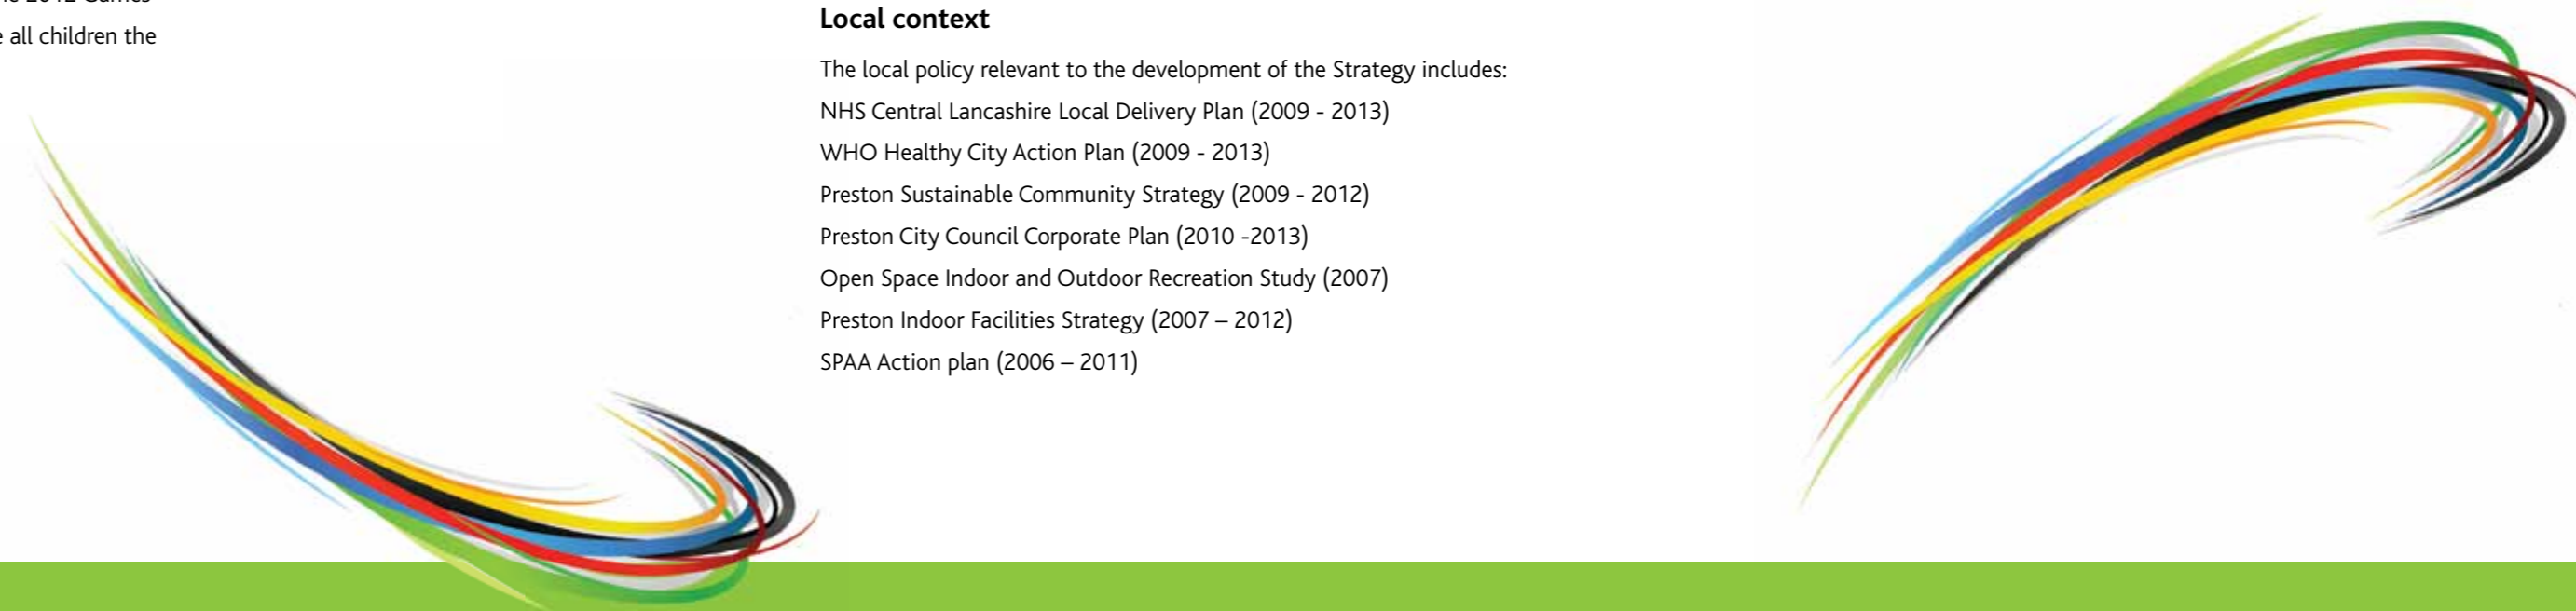 2012 Games
all children the
Local context
The local policy relevant to the development of the Strategy includes:
NHS Central Lancashire Local Delivery Plan (2009 - 2013)
WHO Healthy City Action Plan (2009 - 2013)
Preston Sustainable Community Strategy (2009 - 2012)
Preston City Council Corporate Plan (2010 -2013)
Open Space Indoor and Outdoor Recreation Study (2007)
Preston Indoor Facilities Strategy (2007 – 2012)
SPAA Action plan (2006 – 2011)